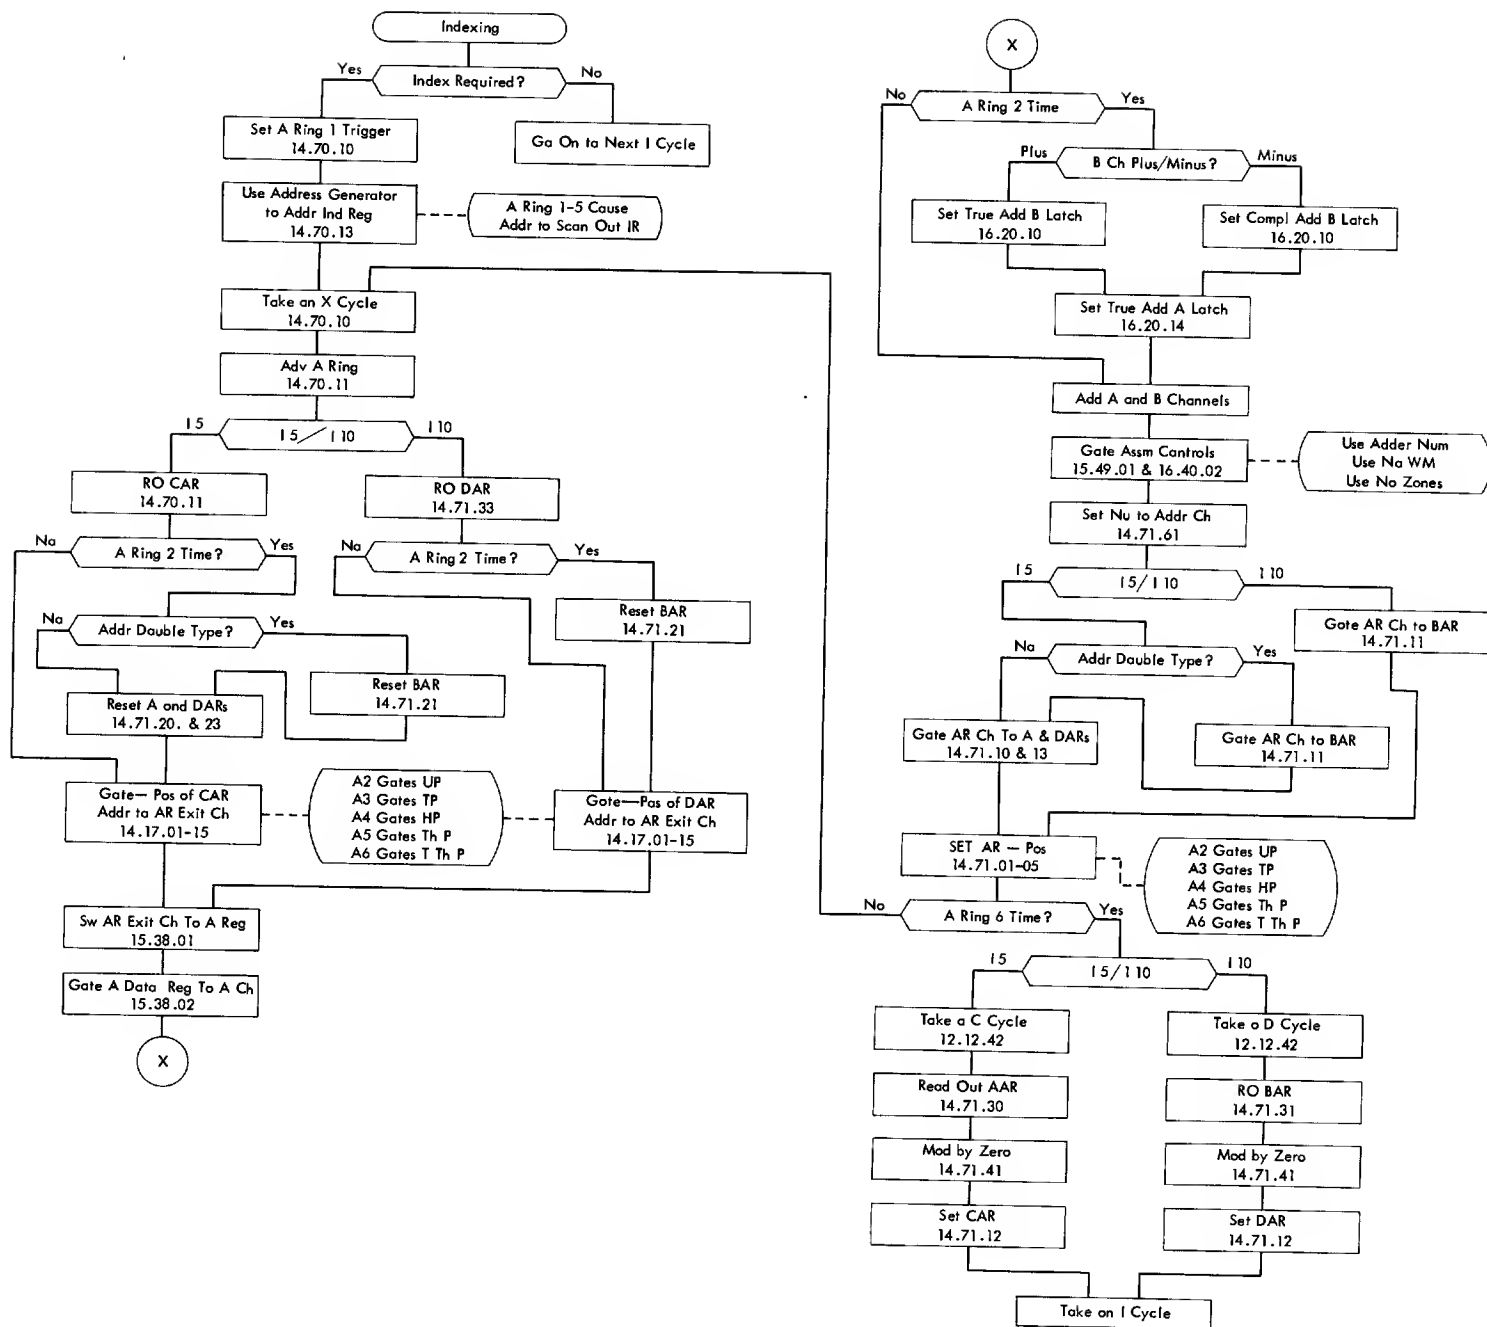 Indexing
Yes
Index Required?
No
Set A Ring 1 Trigger
14.70.10
Ga On ta Next I Cycle
Use Address Generator
to Addr Ind Reg
14.70.13
A Ring 1-5 Cause
Addr to Scan Out IR
Take an X Cycle
14.70.10
Adv A Ring
14.70.11
I 5
I 5/I 10
I 10
RO CAR
14.70.11
RO DAR
14.71.33
Na
A Ring 2 Time?
Yes
Na
A Ring 2 Time?
Yes
Reset BAR
14.71.21
Na
Addr Dauble Type?
Yes
Reset BAR
14.71.21
Reset A ond DARs
14.71.20. & 23
Gate— Pos of CAR
Addr to AR Exit Ch
14.17.01-15
A2 Gates UP
A3 Gates TP
A4 Gates HP
A5 Gates Th P
A6 Gates T Th P
Gote—Pas of DAR
Addr to AR Exit Ch
14.17.01-15
Sw AR Exit Ch To A Reg
15.38.01
Gate A Data Reg To A Ch
15.38.02
X
X
No
A Ring 2 Time
Yes
Plus
B Ch Plus/Minus?
Minus
Set True Add B Latch
16.20.10
Set Compl Add B Latch
16.20.10
Set True Add A Latch
16.20.14
Add A and B Channels
Gate Assm Cantrols
15.49.01 & 16.40.02
Use Adder Num
Use Na WM
Use No Zones
Set Nu to Addr Ch
14.71.61
I 5
I 5/I 10
I 10
Gote AR Ch to BAR
14.71.11
Na
Addr Dauble Type?
Yes
Gate AR Ch To A & DARs
14.71.10 & 13
Gate AR Ch to BAR
14.71.11
SET AR — Pos
14.71.01-05
A2 Gates UP
A3 Gates TP
A4 Gates HP
A5 Gates Th P
A6 Gates T Th P
No
A Ring 6 Time?
Yes
I 5
I 5/I 10
I 10
Take a C Cycle
12.12.42
Take o D Cycle
12.12.42
Read Out AAR
14.71.30
RO BAR
14.71.31
Mod by Zero
14.71.41
Mod by Zero
14.71.41
Set CAR
14.71.12
Set DAR
14.71.12
Take on I Cycle